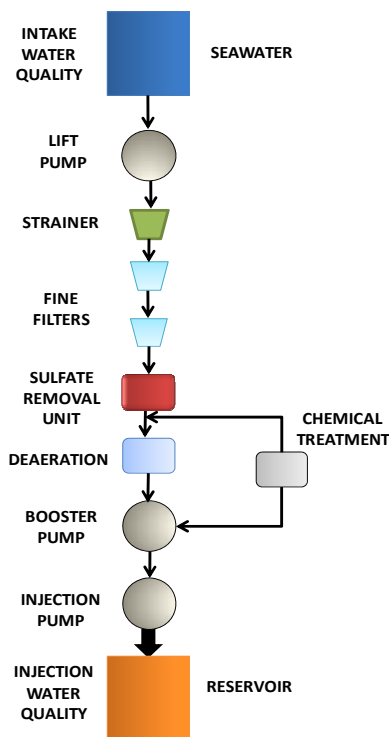 INTAKE
WATER
QUALITY
SEAWATER
LIFT
PUMP
STRAINER
FINE
FILTERS
SULFATE
REMOVAL
UNIT
CHEMICAL
TREATMENT
DEAERATION
BOOSTER
PUMP
INJECTION
PUMP
INJECTION
WATER
QUALITY
RESERVOIR